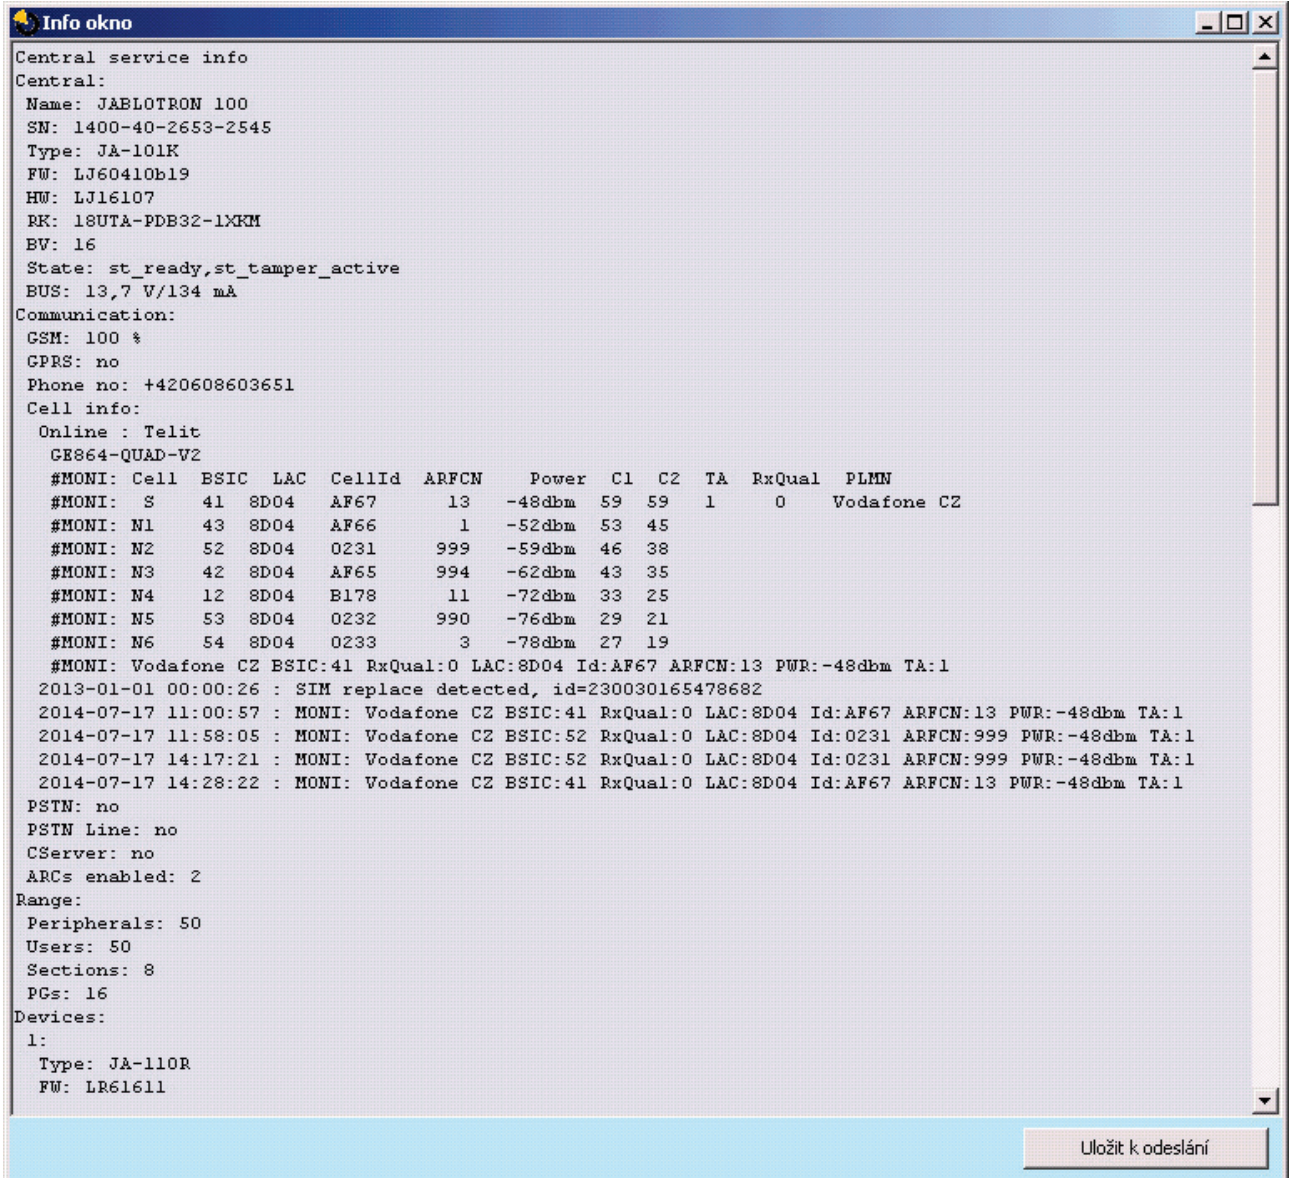 Info okno
Central service info
Central:
 Name: JABLOTRON 100
 SN: 1400-40-2653-2545
 Type: JA-101K
 FW: LJ60410b19
 HW: LJ16107
 RK: 18UTA-PDB32-1XKM
 BV: 16
 State: st_ready,st_tamper_active
 BUS: 13,7 V/134 mA
Communication:
 GSM: 100 %
 GPRS: no
 Phone no: +420608603651
 Cell info:
  Online : Telit
   GE864-QUAD-V2
   #MONI: Cell  BSIC  LAC  CellId  ARFCN    Power  C1  C2  TA  RxQual  PLMN
   #MONI:  S    41  8D04   AF67      13   -48dbm  59  59   1    0    Vodafone CZ
   #MONI: N1    43  8D04   AF66       1   -52dbm  53  45
   #MONI: N2    52  8D04   0231     999   -59dbm  46  38
   #MONI: N3    42  8D04   AF65     994   -62dbm  43  35
   #MONI: N4    12  8D04   B178      11   -72dbm  33  25
   #MONI: N5    53  8D04   0232     990   -76dbm  29  21
   #MONI: N6    54  8D04   0233       3   -78dbm  27  19
   #MONI: Vodafone CZ BSIC:41 RxQual:0 LAC:8D04 Id:AF67 ARFCN:13 PWR:-48dbm TA:1
  2013-01-01 00:00:26 : SIM replace detected, id=230030165478682
  2014-07-17 11:00:57 : MONI: Vodafone CZ BSIC:41 RxQual:0 LAC:8D04 Id:AF67 ARFCN:13 PWR:-48dbm TA:1
  2014-07-17 11:58:05 : MONI: Vodafone CZ BSIC:52 RxQual:0 LAC:8D04 Id:0231 ARFCN:999 PWR:-48dbm TA:1
  2014-07-17 14:17:21 : MONI: Vodafone CZ BSIC:52 RxQual:0 LAC:8D04 Id:0231 ARFCN:999 PWR:-48dbm TA:1
  2014-07-17 14:28:22 : MONI: Vodafone CZ BSIC:41 RxQual:0 LAC:8D04 Id:AF67 ARFCN:13 PWR:-48dbm TA:1
 PSTN: no
 PSTN Line: no
 CServer: no
 ARCs enabled: 2
Range:
 Peripherals: 50
 Users: 50
 Sections: 8
 PGs: 16
Devices:
 1:
  Type: JA-110R
  FW: LR61611
Uložit k odeslání